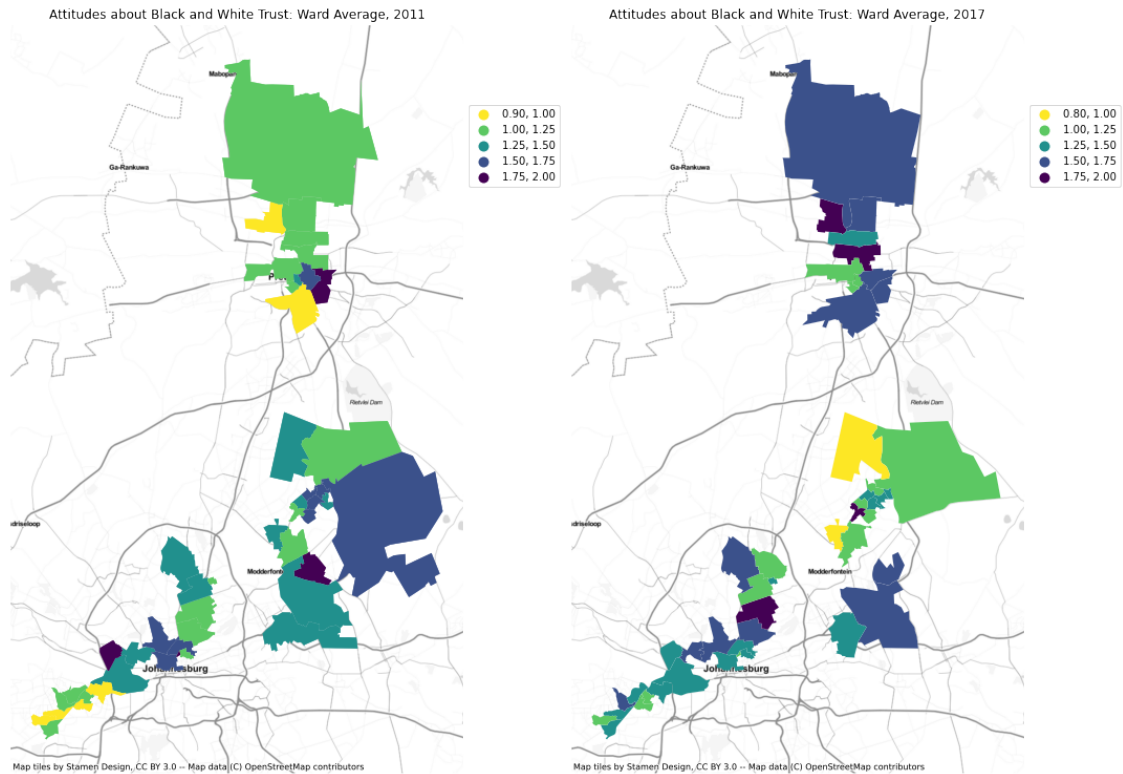 Attitudes about Black and White Trust: Ward Average, 2011
Attitudes about Black and White Trust: Ward Average, 2017
0.90, 1.00
1.00, 1.25
1.25, 1.50
1.50, 1.75
1.75, 2.00
0.80, 1.00
1.00, 1.25
1.25, 1.50
1.50, 1.75
1.75, 2.00
Ga-Rankuwa
Ga-Rankuwa
Rietvlei Dam
Rietvlei Dam
Modderfontein
Johannesburg
Johannesburg
Map tiles by Stamen Design, CC BY 3.0 -- Map data (C) OpenStreetMap contributors
Map tiles by Stamen Design, CC BY 3.0 -- Map data (C) OpenStreetMap contributors